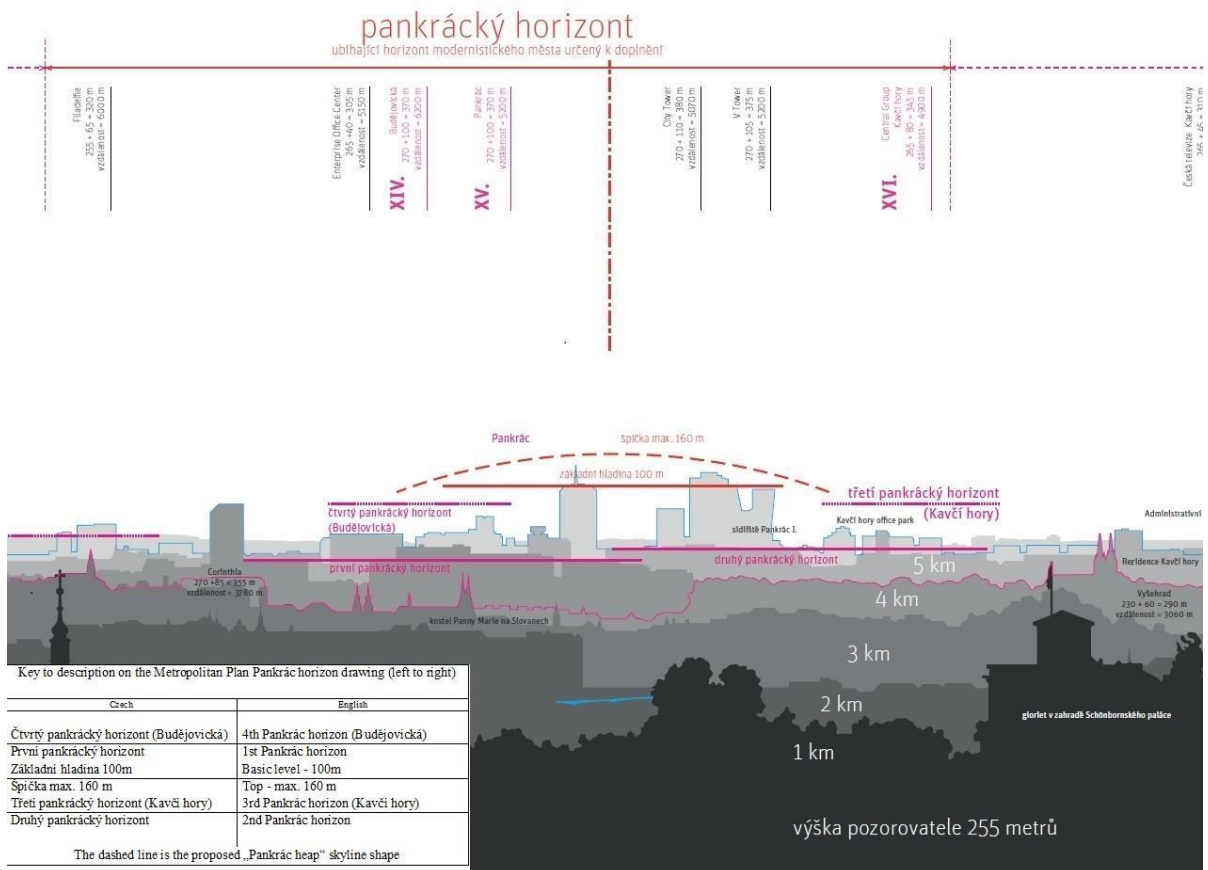 pankrácký horizont
ubíhající horizont modernistického města určený k doplnění
Filadelfie
255 + 65 = 320 m
vzdálenost = 6000 m
Enterprise Office Center
265 +40 = 305 m
vzdálenost = 5150 m
XIV.
Budějovická
270 +100 = 370 m
vzdálenost = 6200 m
XV.
Pankrác
270 +100 = 370 m
vzdálenost = 5200 m
City Tower
270 + 110 = 380 m
vzdálenost = 5070 m
V Tower
270 + 105 = 375 m
vzdálenost = 5200 m
XVI.
Central Group
Kavčí hory
265 + 80 = 345 m
vzdálenost = 4900 m
Česká televize Kavčí hory
265 + 45 = 310 m
Pankrác
špička max. 160 m
základní hladina 100 m
čtvrtý pankrácký horizont
(Budějovická)
třetí pankrácký horizont
(Kavčí hory)
Kavčí hory office park
sídliště Pankrác I.
Administrativní
první pankrácký horizont
druhý pankrácký horizont
5 km
Rezidence Kavčí hory
Corinthia
270 +85 = 355 m
vzdálenost = 3780 m
4 km
Vyšehrad
230 + 60 = 290 m
vzdálenost = 3060 m
kostel Panny Marie na Slovanech
3 km
2 km
gloriet v zahradě Schönbornského paláce
1 km
výška pozorovatele 255 metrů
Key to description on the Metropolitan Plan Pankrác horizon drawing (left to right)
Czech English
Čtvrtý pankrácký horizont (Budějovická) 4th Pankrác horizon (Budějovická)
První pankrácký horizont 1st Pankrác horizon
Základní hladina 100m Basic level - 100m
Špička max. 160 m Top - max. 160 m
Třetí pankrácký horizont (Kavčí hory) 3rd Pankrác horizon (Kavčí hory)
Druhý pankrácký horizont 2nd Pankrác horizon
The dashed line is the proposed „Pankrác heap“ skyline shape